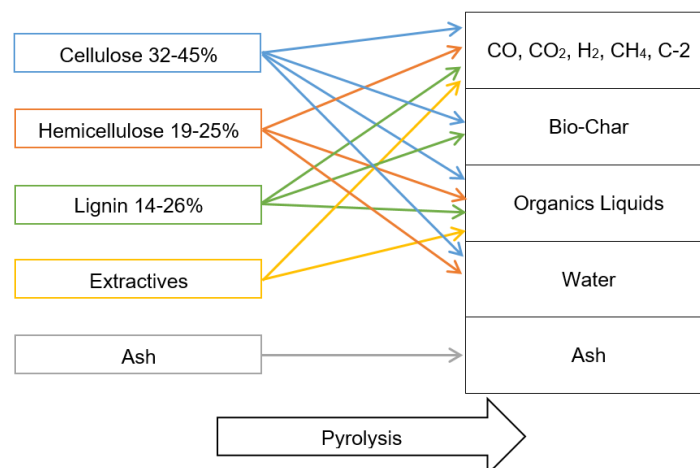 Cellulose 32-45%
Hemicellulose 19-25%
Lignin 14-26%
Extractives
Ash
CO, CO₂, H₂, CH₄, C-2
Bio-Char
Organics Liquids
Water
Ash
Pyrolysis